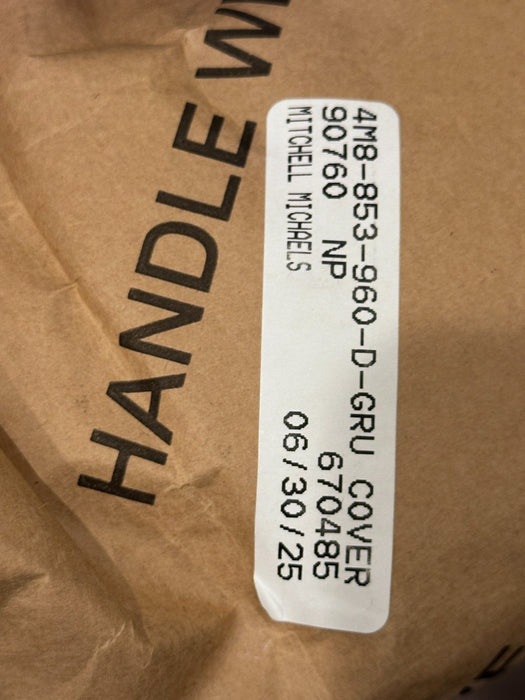 HANDLE
4M8-853-960-D-GRU COVER
90760 NP 670485
MITCHELL MICHAELS 06/30/25